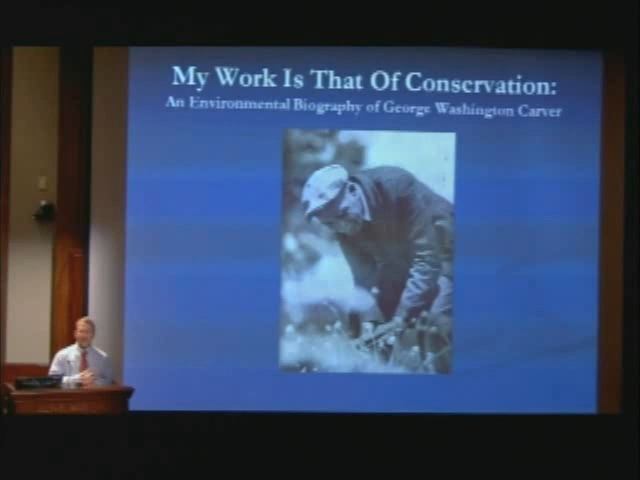 My Work Is That Of Conservation:
An Environmental Biography of George Washington Carver